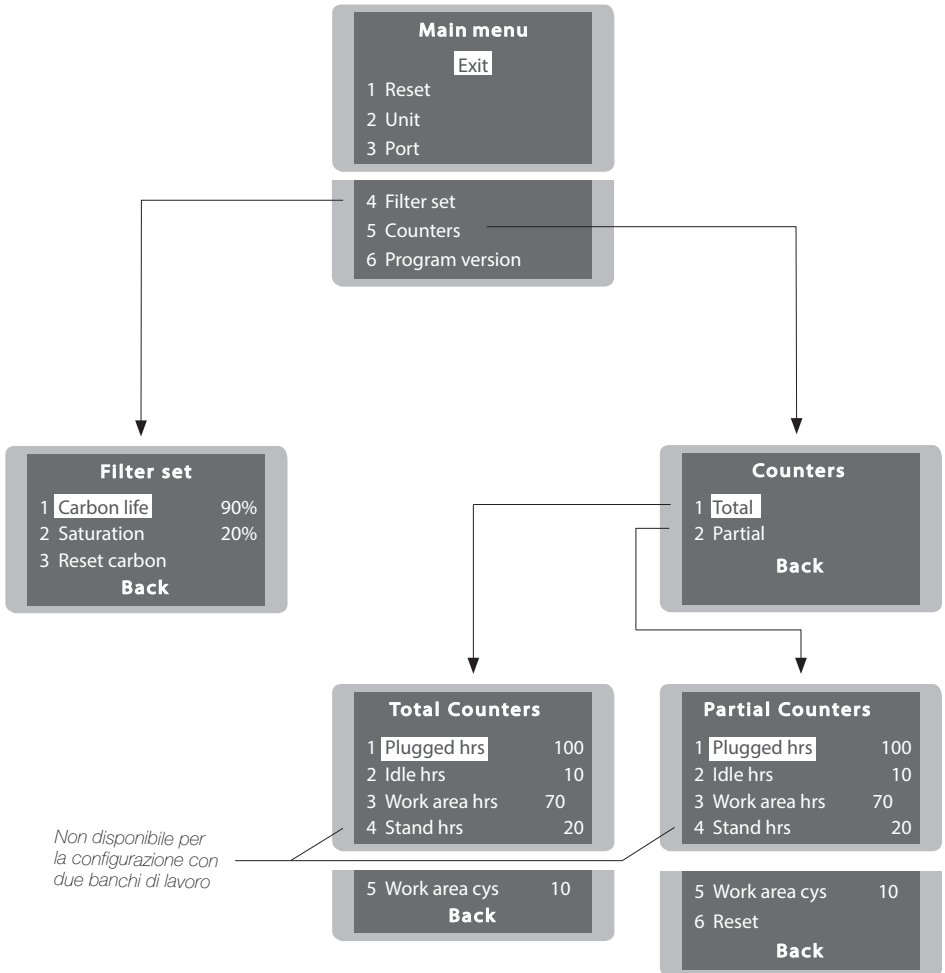 Main menu
Exit
1 Reset
2 Unit
3 Port
4 Filter set
5 Counters
6 Program version
Filter set
1 Carbon life 90%
2 Saturation 20%
3 Reset carbon
Back
Counters
1 Total
2 Partial
Back
Total Counters
1 Plugged hrs 100
2 Idle hrs 10
3 Work area hrs 70
4 Stand hrs 20
5 Work area cys 10
Back
Partial Counters
1 Plugged hrs 100
2 Idle hrs 10
3 Work area hrs 70
4 Stand hrs 20
5 Work area cys 10
6 Reset
Back
Non disponibile per
la configurazione con
due banchi di lavoro